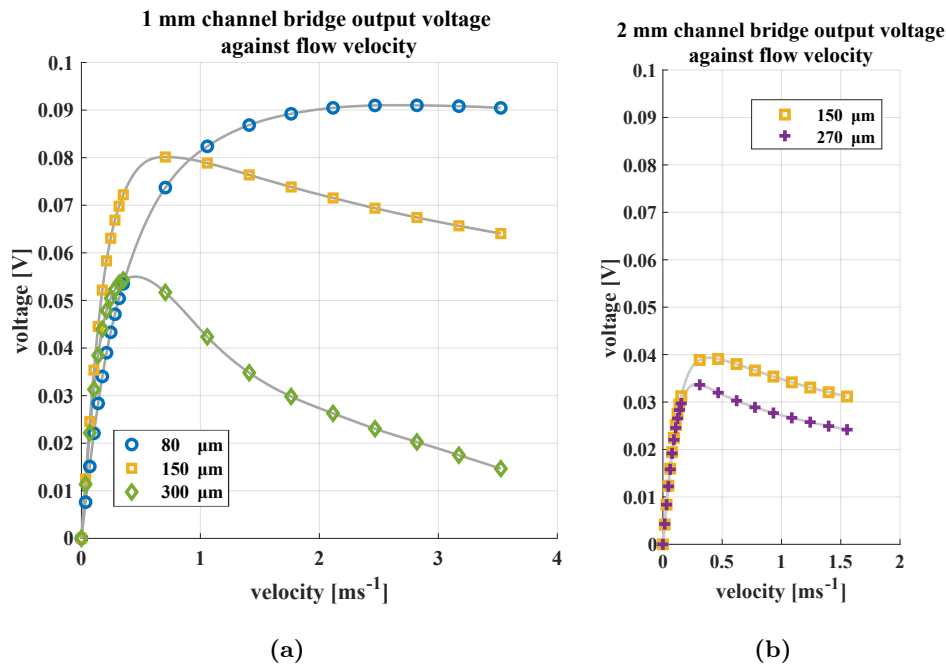 1 mm channel bridge output voltage
against flow velocity
0.1
0.09
0.08
0.07
0.06
0.05
0.04
0.03
0.02
0.01
0
voltage [V]
80 μm
150 μm
300 μm
0 1 2 3 4
velocity [ms⁻¹]
(a)
2 mm channel bridge output voltage
against flow velocity
0.1
0.09
0.08
0.07
0.06
0.05
0.04
0.03
0.02
0.01
0
voltage [V]
150 μm
270 μm
0 0.5 1 1.5 2
velocity [ms⁻¹]
(b)